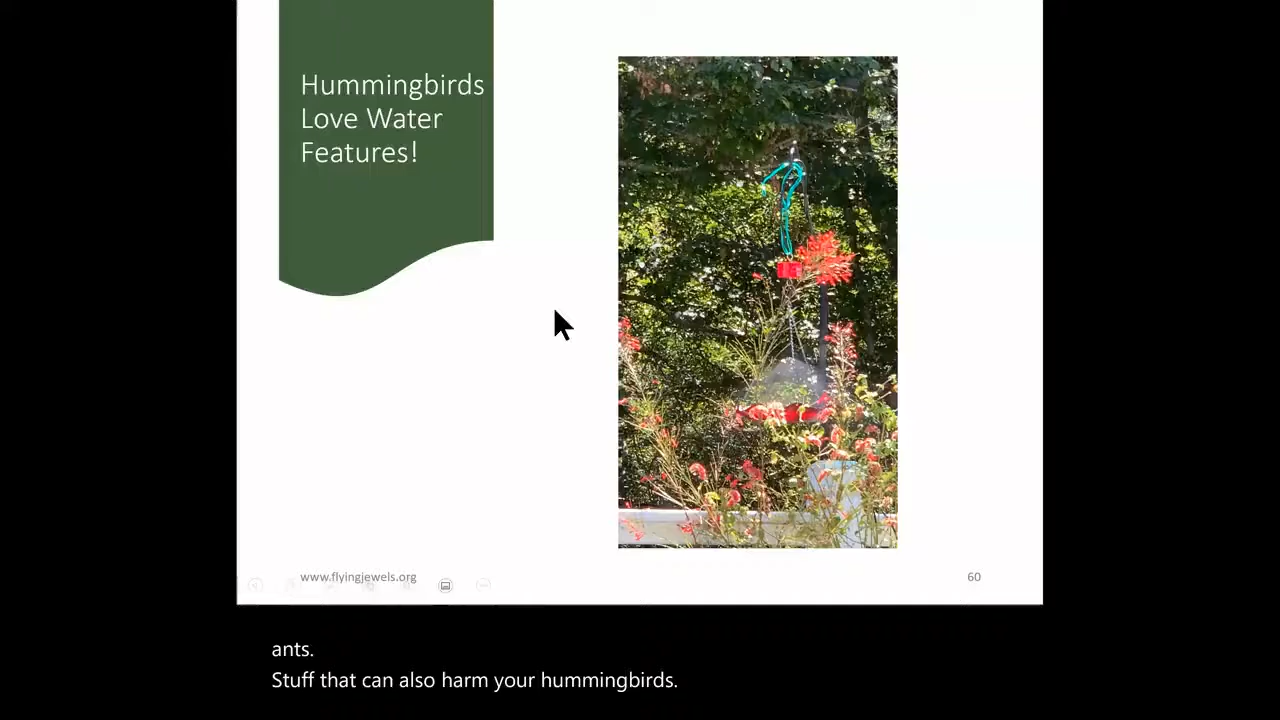 Hummingbirds
Love Water
Features!
www.flyingjewels.org
60
ants.
Stuff that can also harm your hummingbirds.